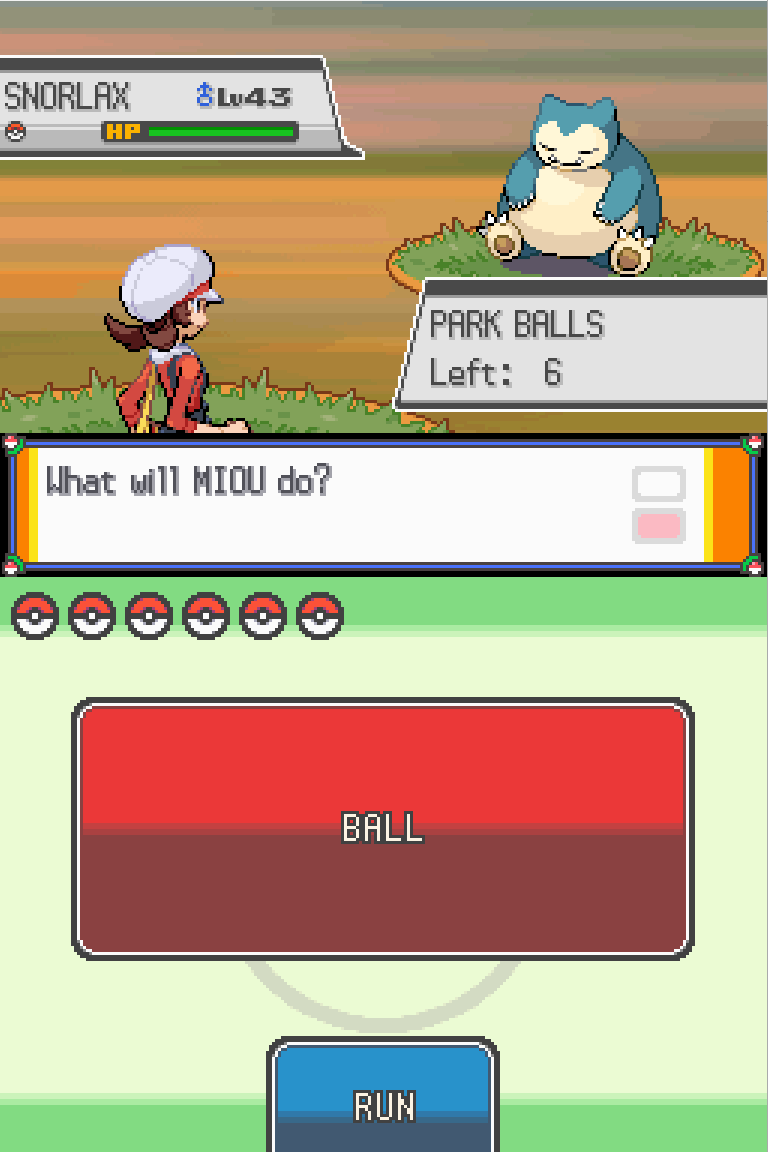 SNORLAX ♂Lv43
HP
PARK BALLS
Left: 6
What will MIOU do?
BALL
RUN